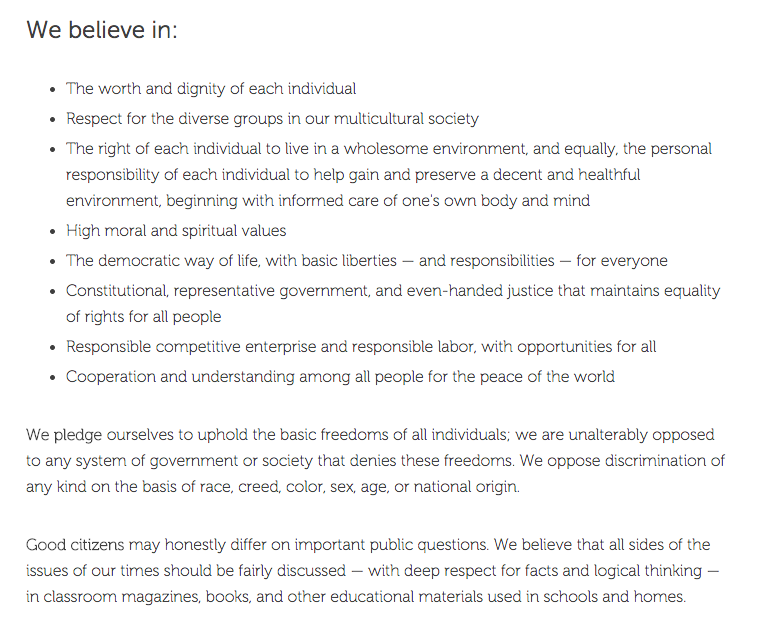 We believe in:
• The worth and dignity of each individual
• Respect for the diverse groups in our multicultural society
• The right of each individual to live in a wholesome environment, and equally, the personal
responsibility of each individual to help gain and preserve a decent and healthful
environment, beginning with informed care of one's own body and mind
• High moral and spiritual values
• The democratic way of life, with basic liberties — and responsibilities — for everyone
• Constitutional, representative government, and even-handed justice that maintains equality
of rights for all people
• Responsible competitive enterprise and responsible labor, with opportunities for all
• Cooperation and understanding among all people for the peace of the world
We pledge ourselves to uphold the basic freedoms of all individuals; we are unalterably opposed
to any system of government or society that denies these freedoms. We oppose discrimination of
any kind on the basis of race, creed, color, sex, age, or national origin.
Good citizens may honestly differ on important public questions. We believe that all sides of the
issues of our times should be fairly discussed — with deep respect for facts and logical thinking —
in classroom magazines, books, and other educational materials used in schools and homes.